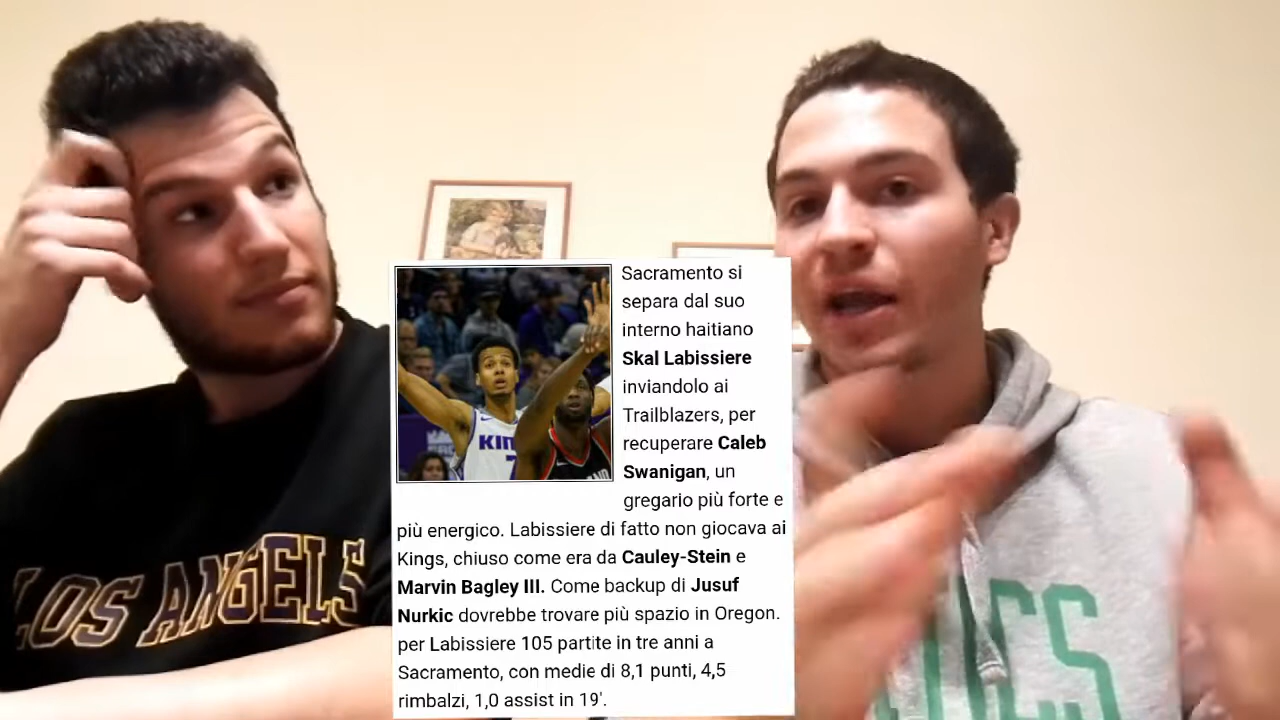 Sacramento si
separa dal suo
interno haitiano
Skal Labissiere
inviandolo ai
Trailblazers, per
recuperare Caleb
Swanigan, un
gregario più forte e
più energico. Labissiere di fatto non giocava ai
Kings, chiuso come era da Cauley-Stein e
Marvin Bagley III. Come backup di Jusuf
Nurkic dovrebbe trovare più spazio in Oregon.
per Labissiere 105 partite in tre anni a
Sacramento, con medie di 8,1 punti, 4,5
rimbalzi, 1,0 assist in 19'.
LOS ANGELS